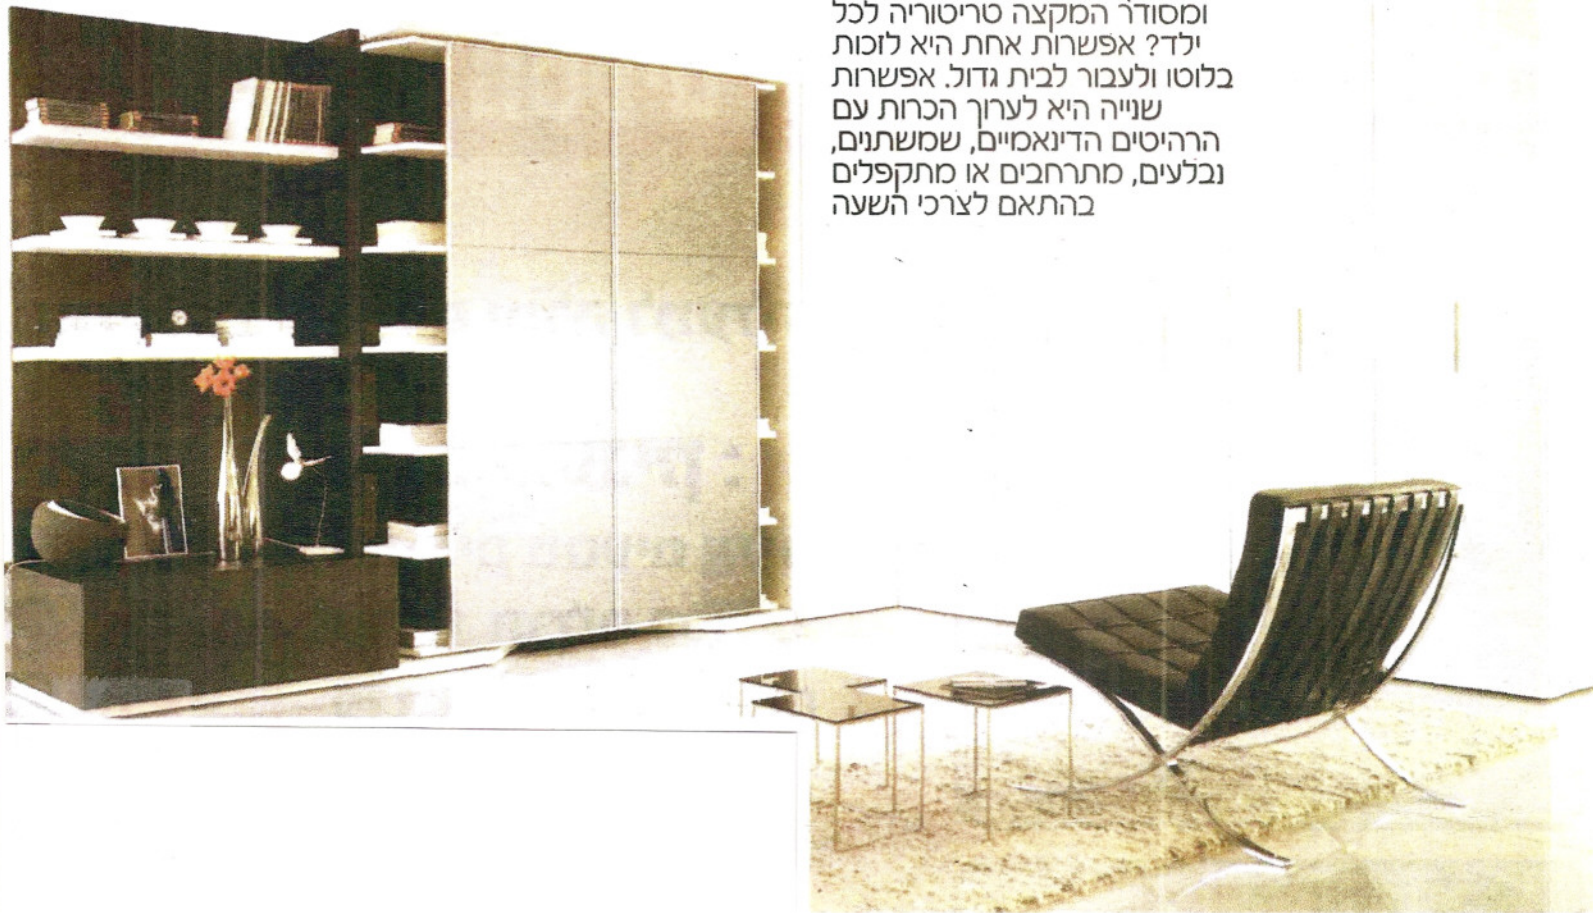 ומסודר המקצה טריטוריה לכל
ילד? אפשרות אחת היא לזכות
בלוטו ולעבור לבית גדול. אפשרות
שנייה היא לערוך הכרות עם
הרהיטים הדינאמיים, שמשתנים,
נבלעים, מתרחבים או מתקפלים
בהתאם לצרכי השעה